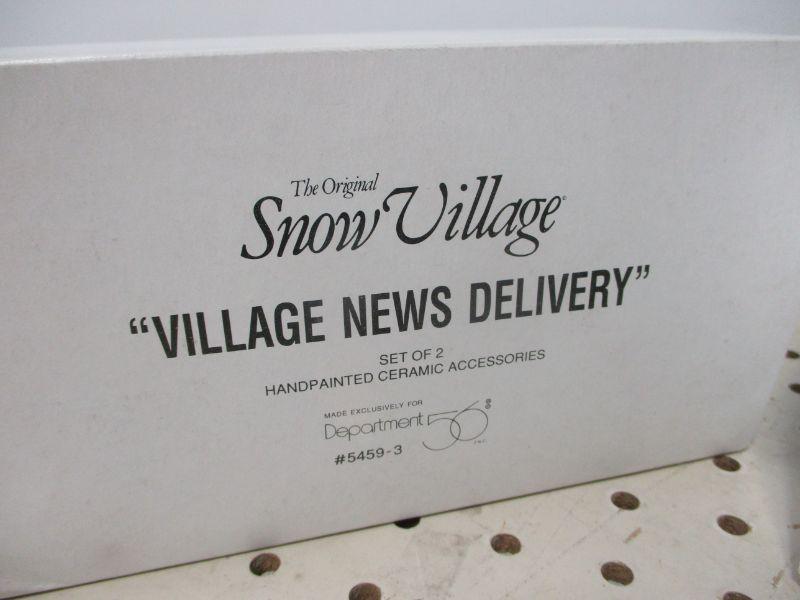 The Original
Snow Village®
“VILLAGE NEWS DELIVERY”
SET OF 2
HANDPAINTED CERAMIC ACCESSORIES
MADE EXCLUSIVELY FOR
Department 56® INC.
#5459-3